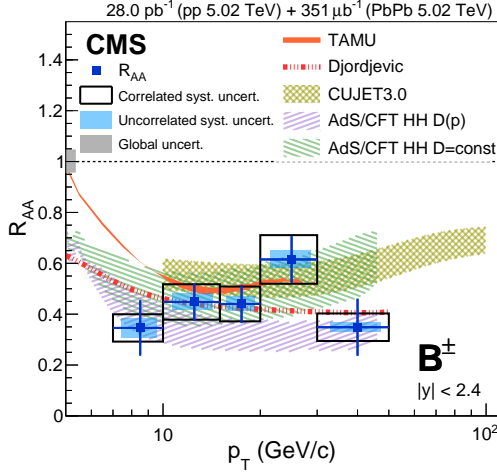 28.0 pb⁻¹ (pp 5.02 TeV) + 351 μb⁻¹ (PbPb 5.02 TeV)
CMS
R_AA
Correlated syst. uncert.
Uncorrelated syst. uncert.
Global uncert.
TAMU
Djordjevic
CUJET3.0
AdS/CFT HH D(p)
AdS/CFT HH D=const
R_AA
1.4
1.2
1
0.8
0.6
0.4
0.2
0
B±
|y| < 2.4
10
10²
p_T (GeV/c)